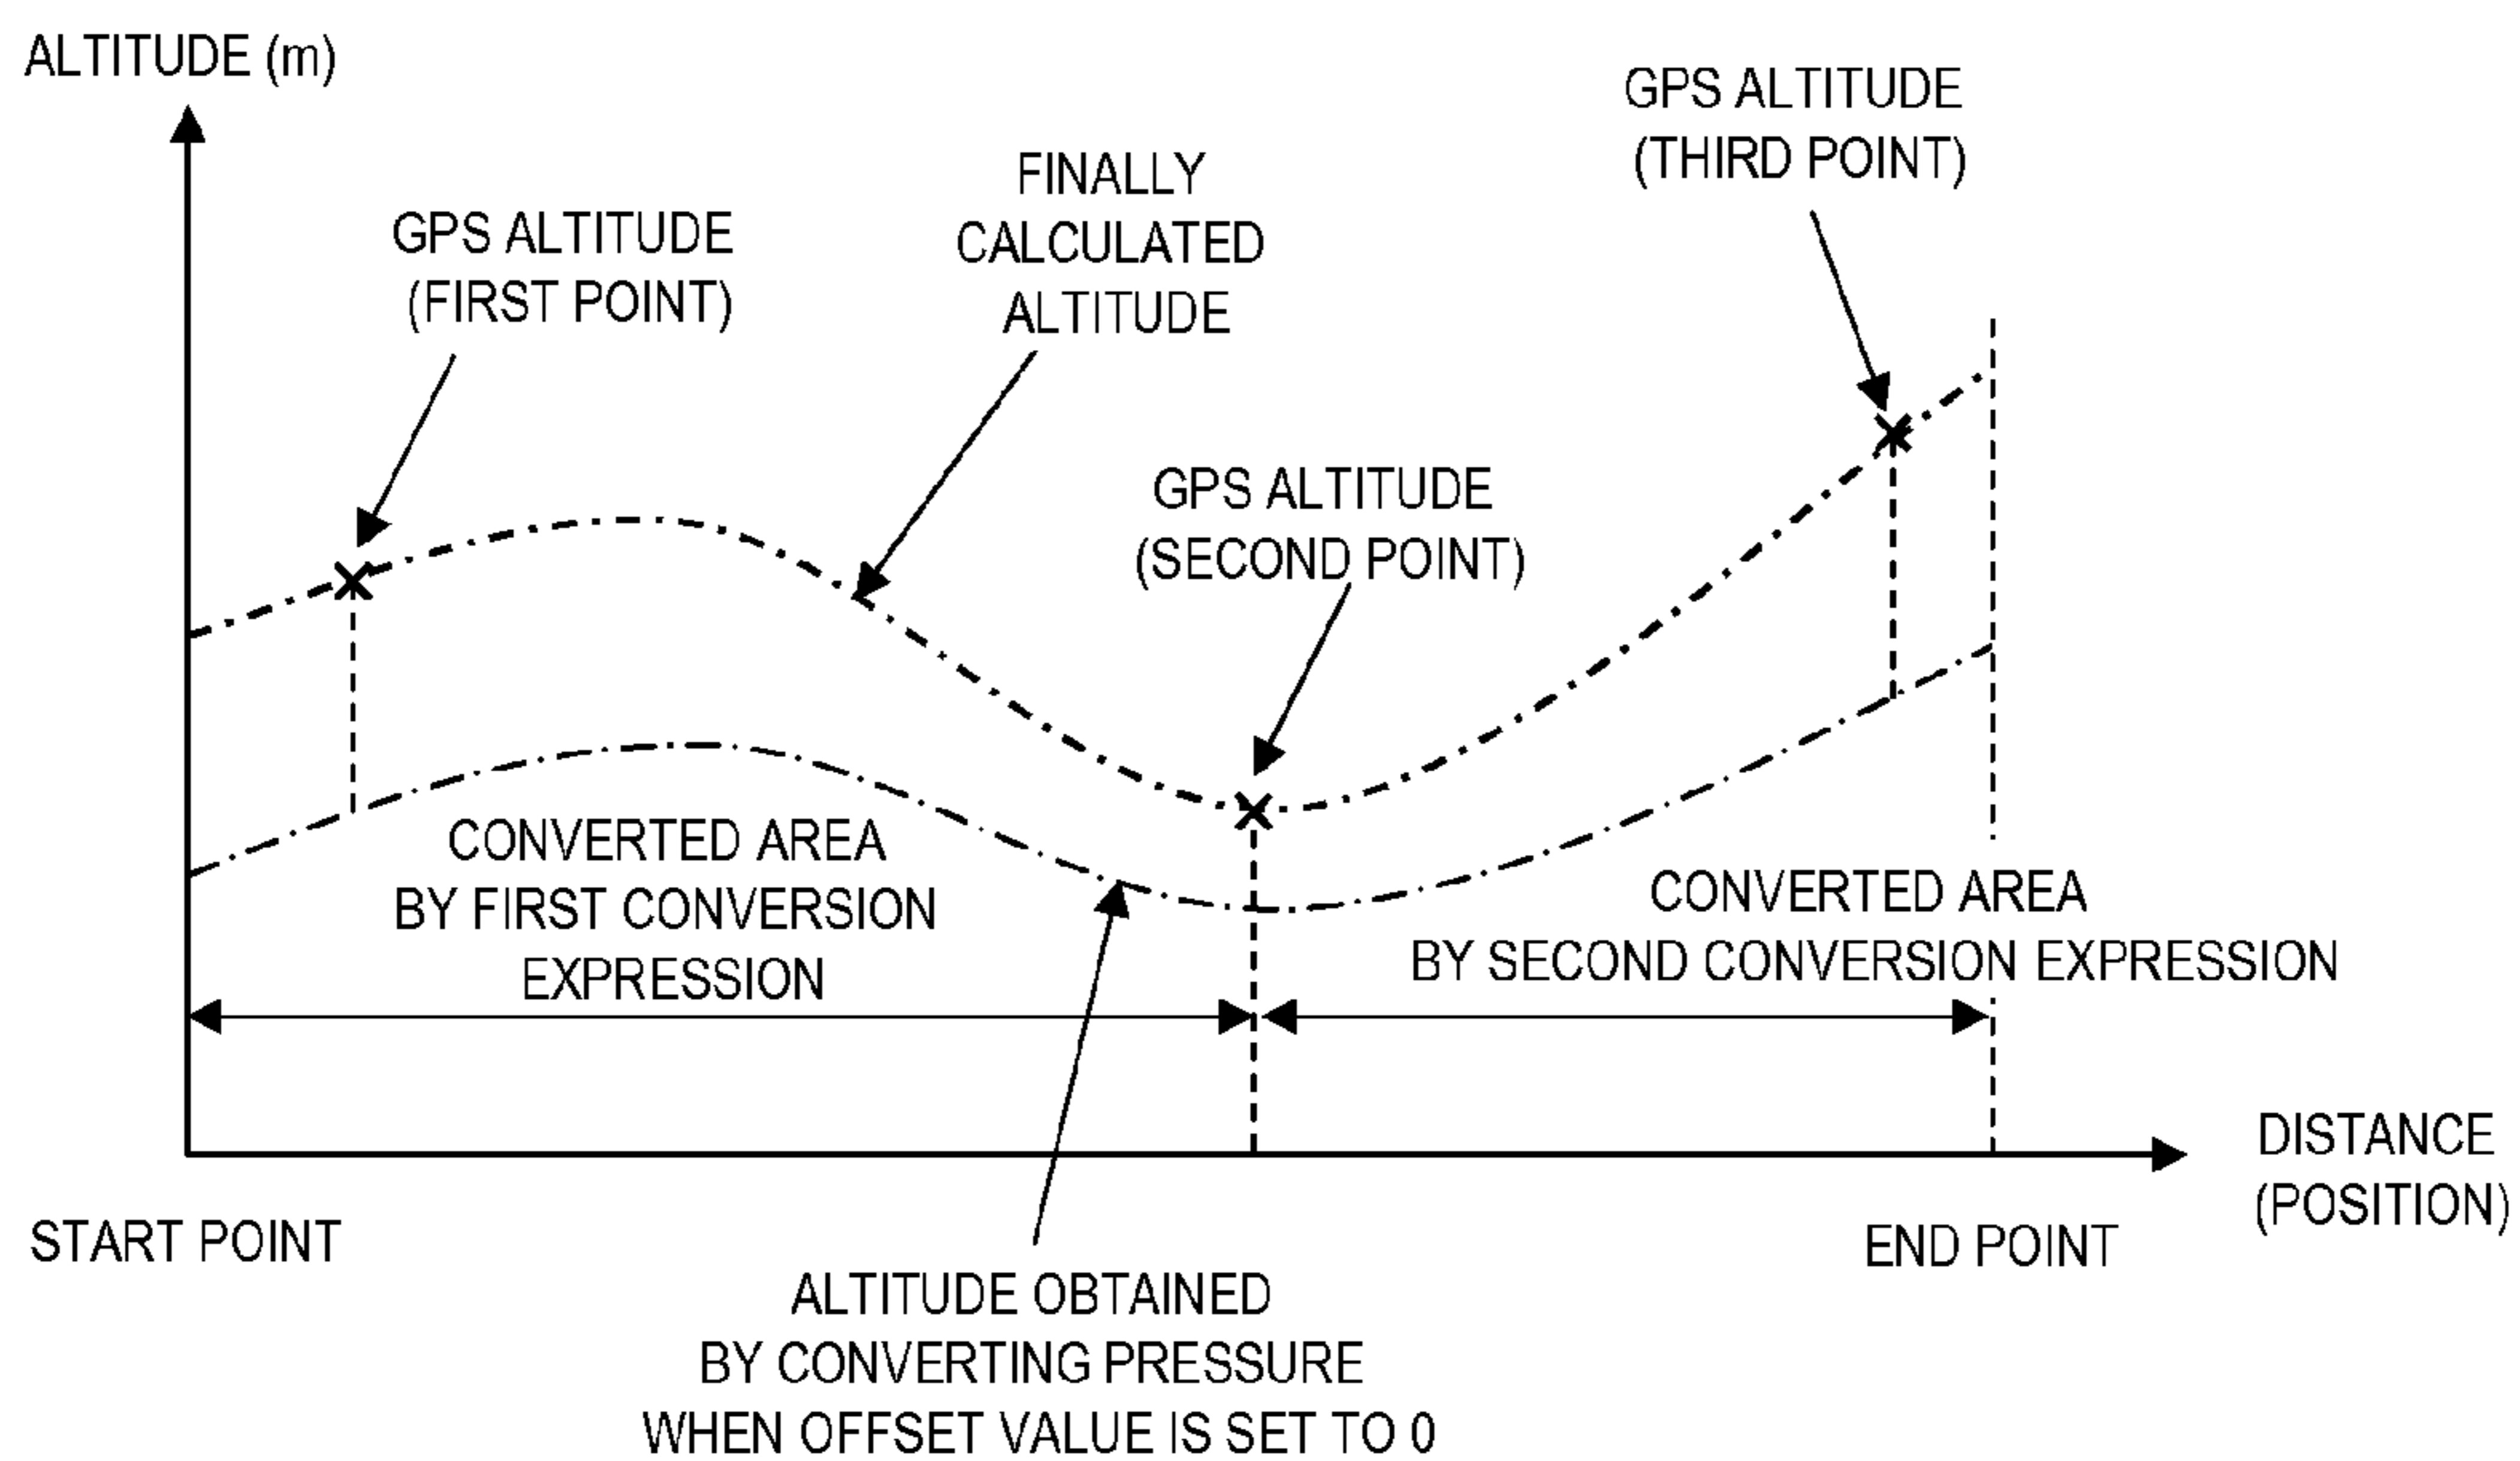 ALTITUDE (m)
GPS ALTITUDE
(FIRST POINT)
FINALLY
CALCULATED
ALTITUDE
GPS ALTITUDE
(THIRD POINT)
GPS ALTITUDE
(SECOND POINT)
CONVERTED AREA
BY FIRST CONVERSION
EXPRESSION
CONVERTED AREA
BY SECOND CONVERSION EXPRESSION
DISTANCE
(POSITION)
START POINT
END POINT
ALTITUDE OBTAINED
BY CONVERTING PRESSURE
WHEN OFFSET VALUE IS SET TO 0